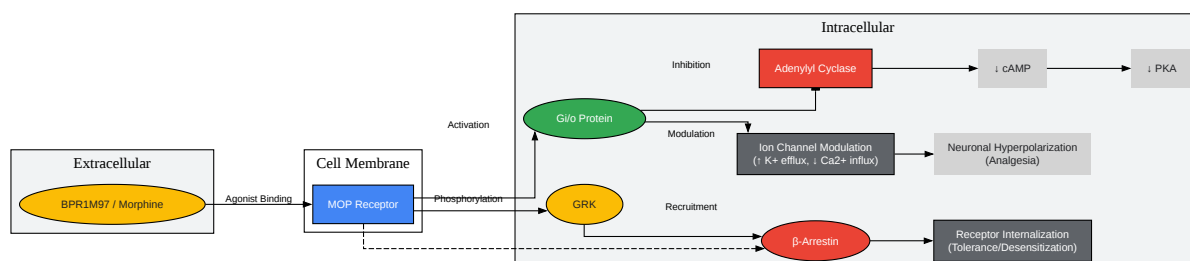 Extracellular
BPR1M97 / Morphine
Agonist Binding
Cell Membrane
MOP Receptor
Activation
Phosphorylation
Intracellular
Gi/o Protein
Inhibition
Adenylyl Cyclase
↓ cAMP
↓ PKA
Modulation
Ion Channel Modulation
(↑ K+ efflux, ↓ Ca2+ influx)
Neuronal Hyperpolarization
(Analgesia)
GRK
Recruitment
β-Arrestin
Receptor Internalization
(Tolerance/Desensitization)